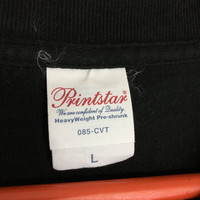 Printstar
We are confident of Quality
HeavyWeight Pre-shrunk
085-CVT
L